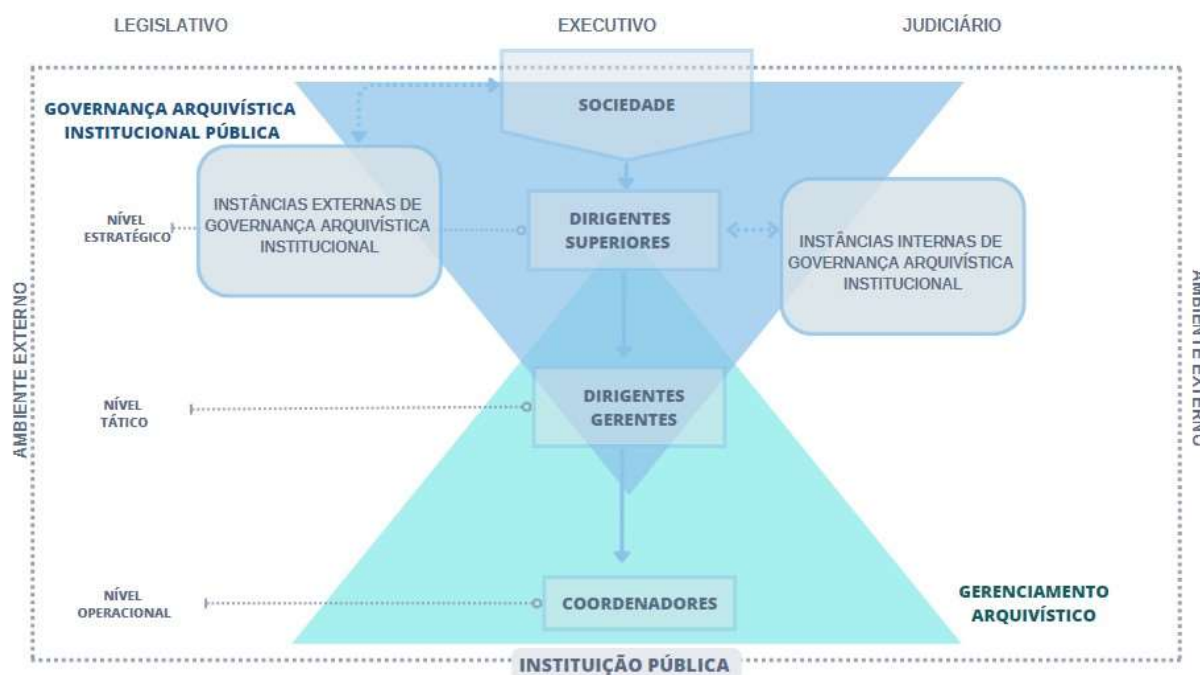 LEGISLATIVO
EXECUTIVO
JUDICIÁRIO
GOVERNANÇA ARQUIVÍSTICA
INSTITUCIONAL PÚBLICA
SOCIEDADE
INSTÂNCIAS EXTERNAS DE
GOVERNANÇA ARQUIVÍSTICA
INSTITUCIONAL
NÍVEL
ESTRATÉGICO
DIRIGENTES
SUPERIORES
INSTÂNCIAS INTERNAS DE
GOVERNANÇA ARQUIVÍSTICA
INSTITUCIONAL
AMBIENTE EXTERNO
AMBIENTE EXTERNO
NÍVEL
TÁTICO
DIRIGENTES
GERENTES
NÍVEL
OPERACIONAL
COORDENADORES
GERENCIAMENTO
ARQUIVÍSTICO
INSTITUIÇÃO PÚBLICA